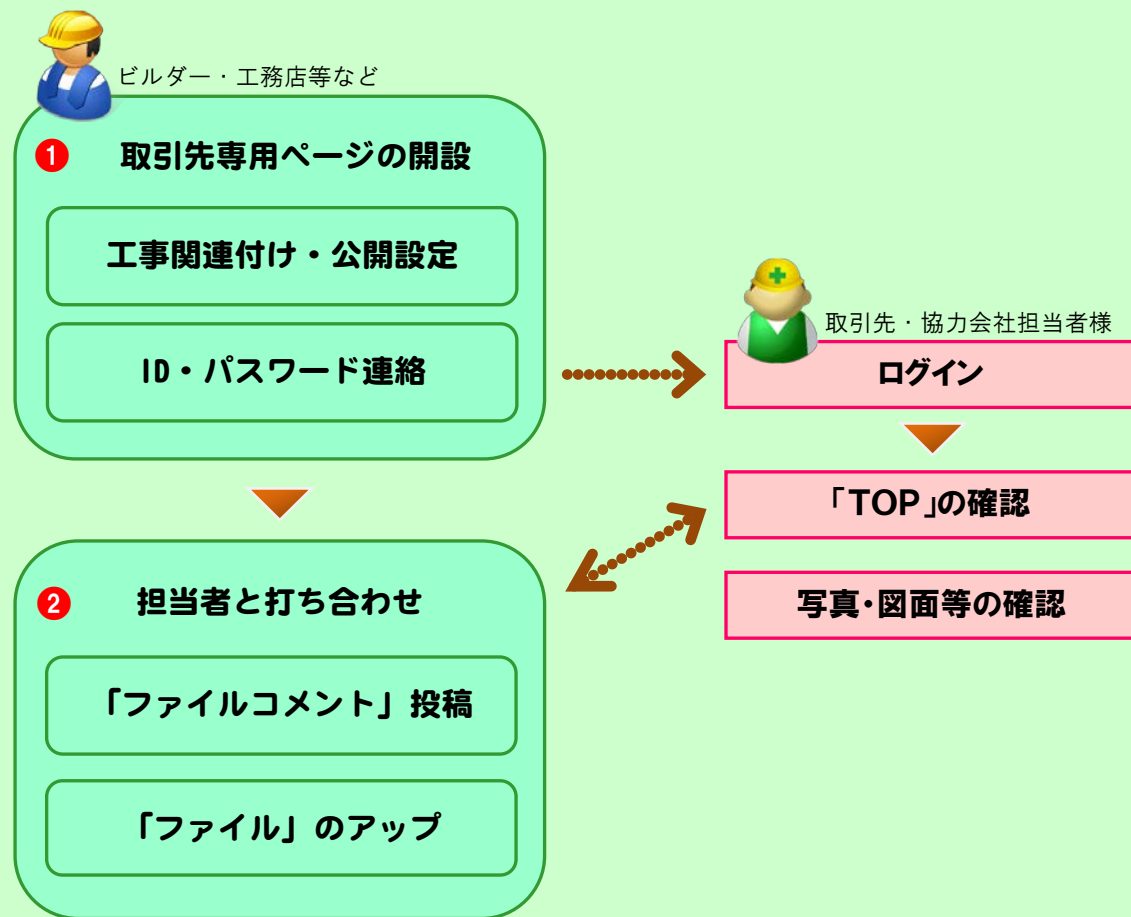 ビルダー・工務店等など
❶ 取引先専用ページの開設
工事関連付け・公開設定
ID・パスワード連絡
取引先・協力会社担当者様
ログイン
「TOP」の確認
写真・図面等の確認
❷ 担当者と打ち合わせ
「ファイルコメント」投稿
「ファイル」のアップ